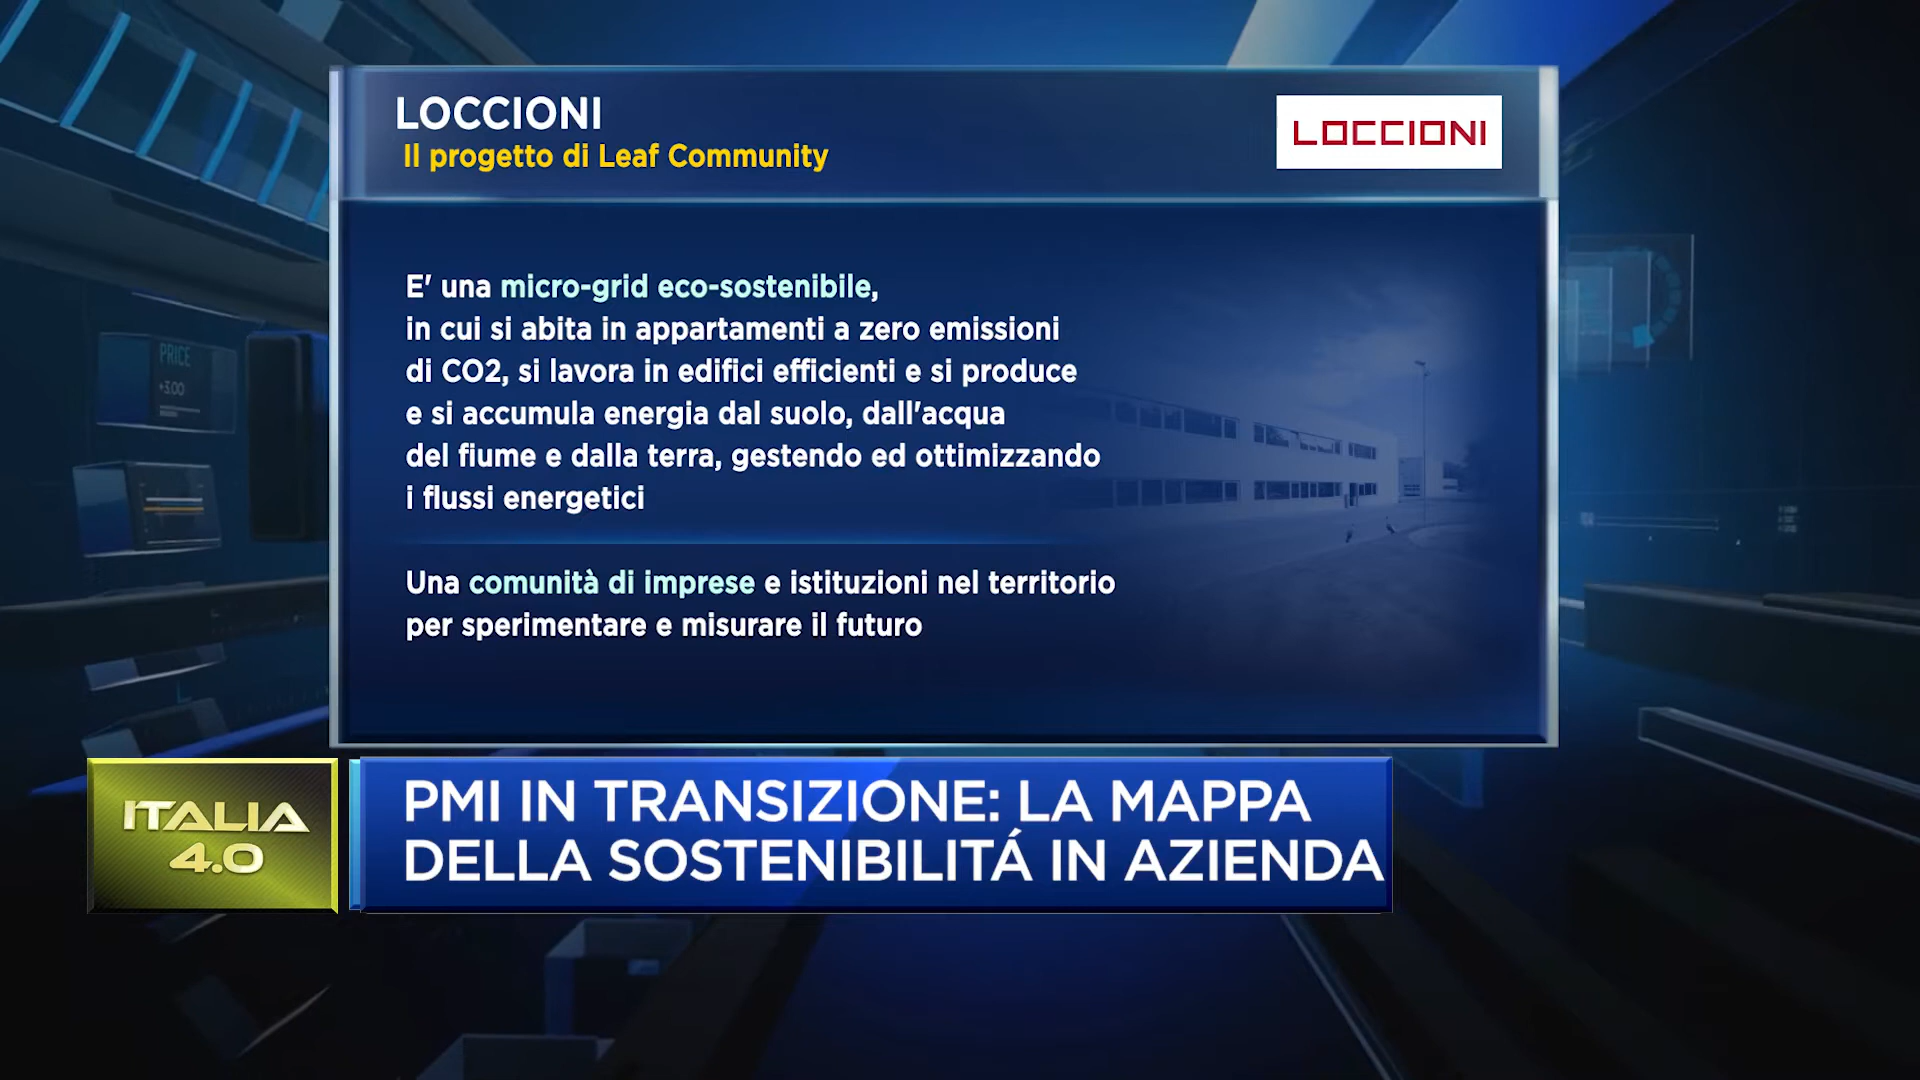 LOCCIONI
Il progetto di Leaf Community
LOCCIONI
E' una micro-grid eco-sostenibile,
in cui si abita in appartamenti a zero emissioni
di CO2, si lavora in edifici efficienti e si produce
e si accumula energia dal suolo, dall'acqua
del fiume e dalla terra, gestendo ed ottimizzando
i flussi energetici
Una comunità di imprese e istituzioni nel territorio
per sperimentare e misurare il futuro
PRICE
+3.00
ITALIA
4.0
PMI IN TRANSIZIONE: LA MAPPA
DELLA SOSTENIBILITÁ IN AZIENDA